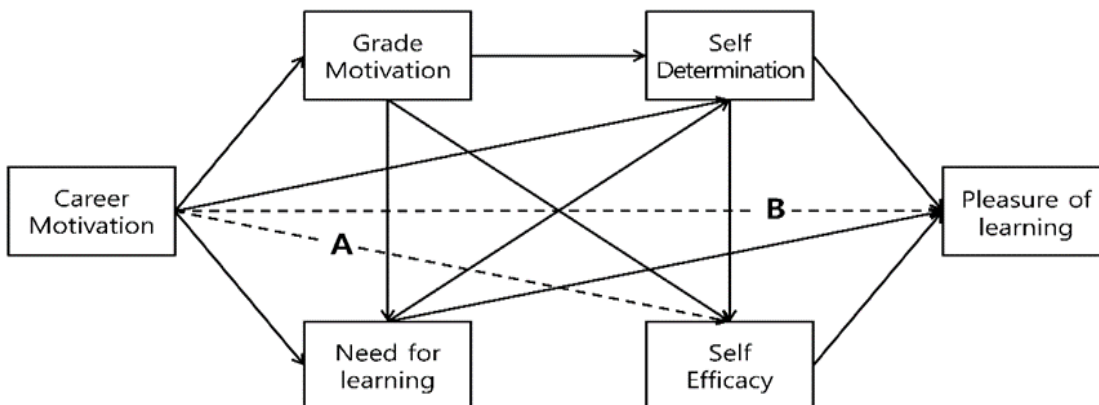 Grade
Motivation
Self
Determination
Career
Motivation
A
B
Pleasure of
learning
Need for
learning
Self
Efficacy